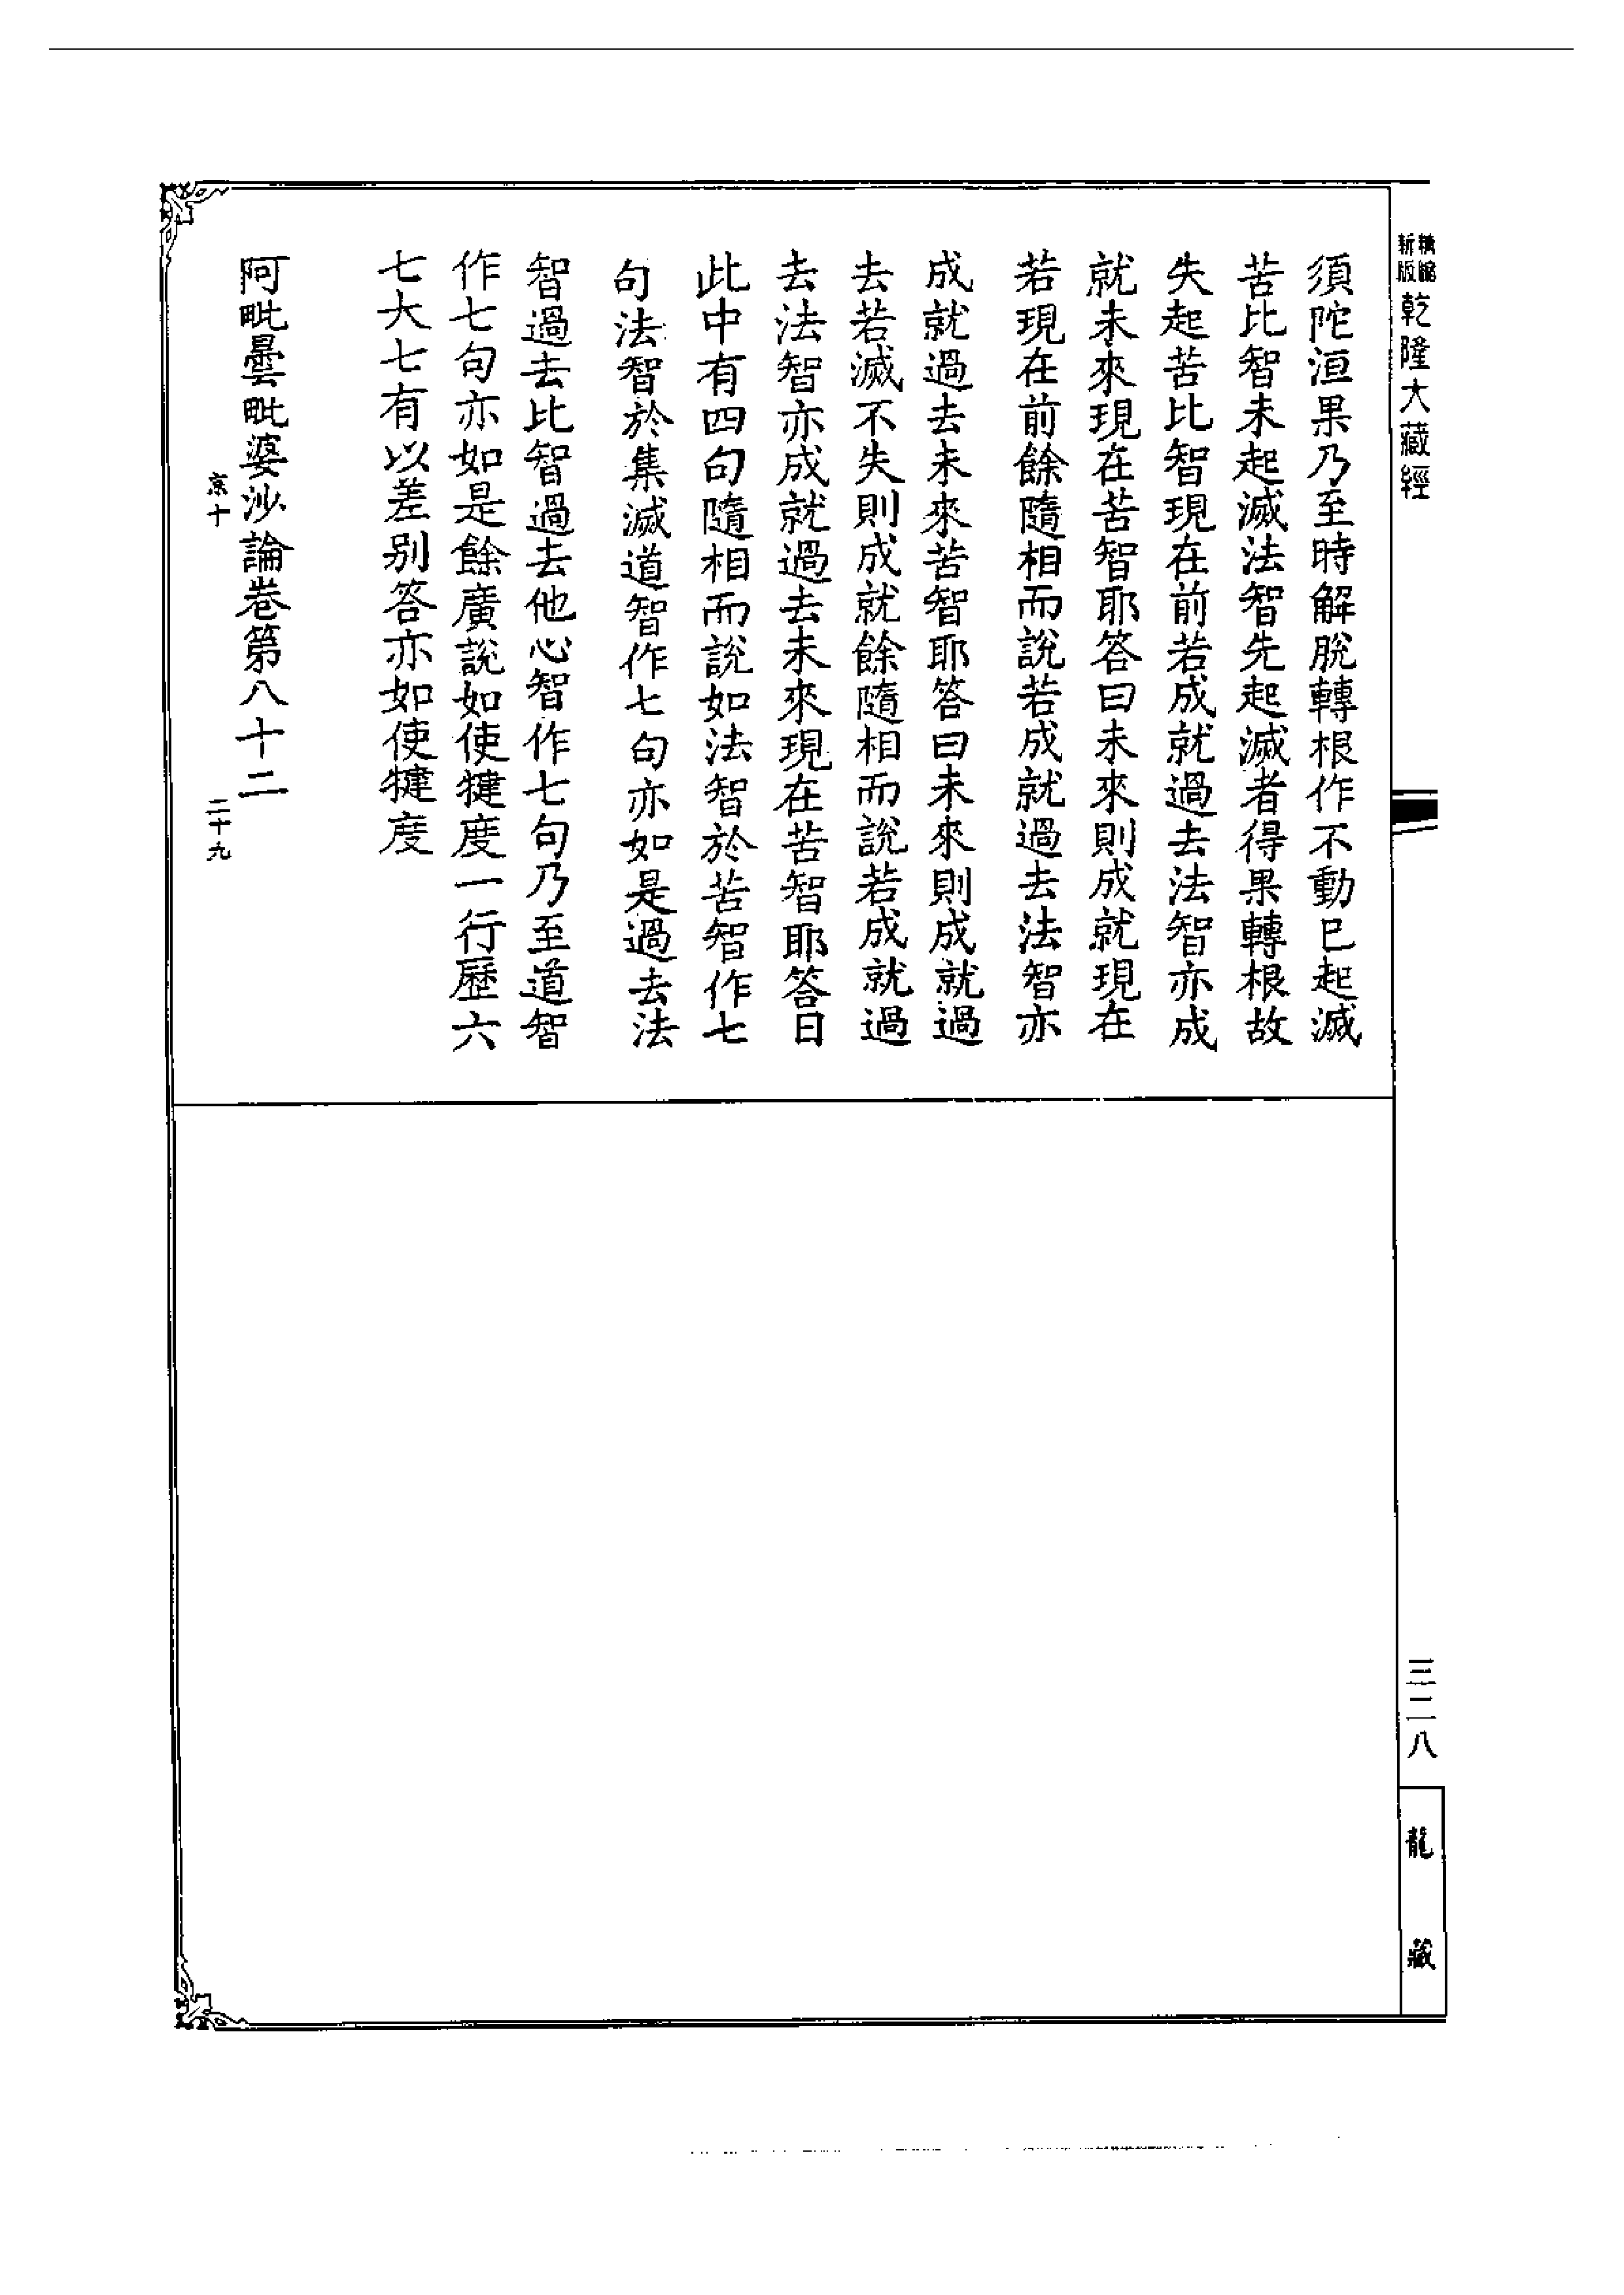 精縮
新版
乾隆大藏經
三二八
龍藏
須陀洹果乃至時解脫轉根作不動已起滅
苦比智未起滅法智先起滅者得果轉根故
失起苦比智現在前若成就過去法智亦成
就未來現在苦智耶答曰未來則成就現在
若現在前餘隨相而說若成就過去法智亦
成就過去未來苦智耶答曰未來則成就過
去若滅不失則成就餘隨相而說若成就過
去法智亦成就過去未來現在苦智耶答曰
此中有四句隨相而說如法智於苦智作七
句法智於集滅道智作七句亦如是過去法
智過去比智過去他心智作七句乃至道智
作七句亦如是餘廣說如使犍度一行歷六
七大七有以差别答亦如使犍度
阿毗曇毗婆沙論卷第八十二
京十
二十九